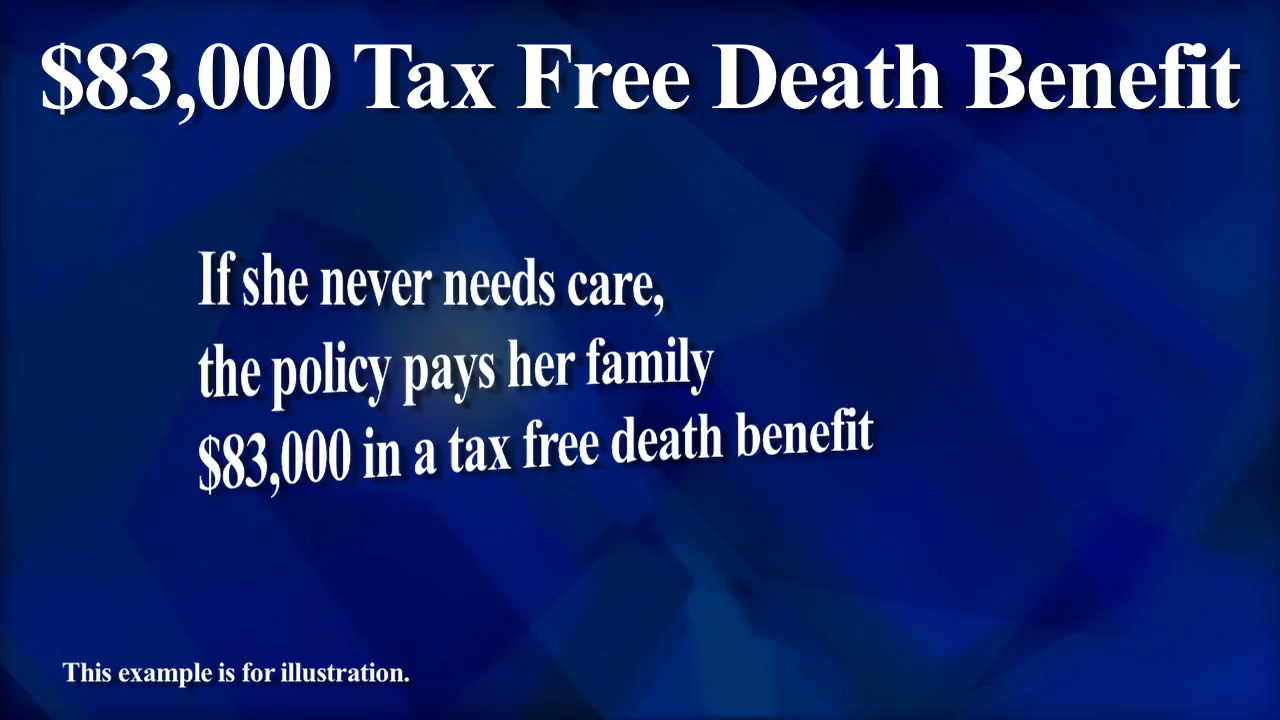 $83,000 Tax Free Death Benefit
If she never needs care,
the policy pays her family
$83,000 in a tax free death benefit
This example is for illustration.